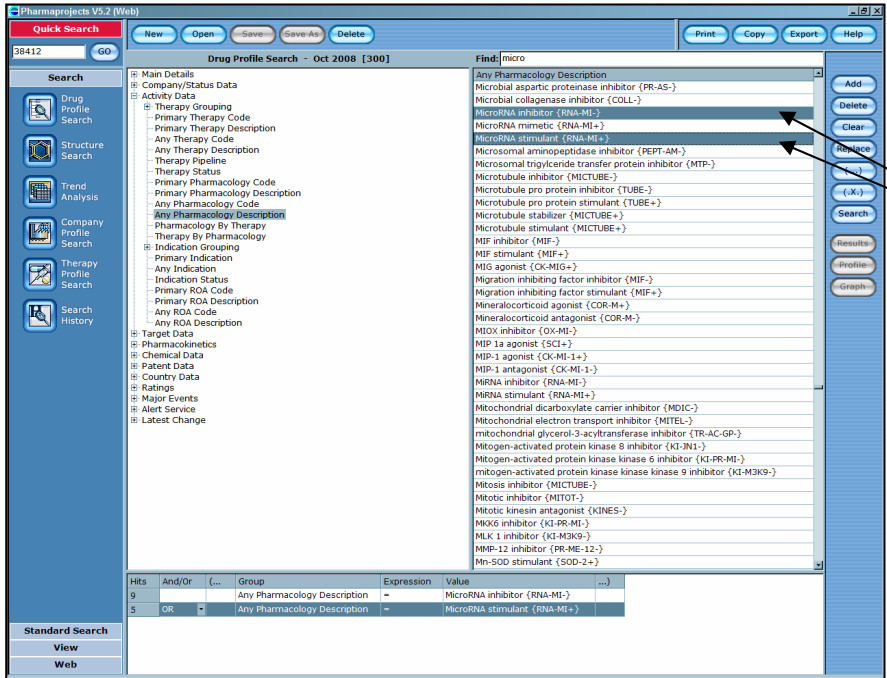 Pharmaprojects V5.2 (Web)
Quick Search
38412 GO
Search
Drug Profile Search
Structure Search
Trend Analysis
Company Profile Search
Therapy Profile Search
Search History
Standard Search
View
Web
New Open Save Save As Delete
Print Copy Export Help
Drug Profile Search - Oct 2008 [300]
Main Details
Company/Status Data
Activity Data
Therapy Grouping
Primary Therapy Code
Primary Therapy Description
Any Therapy Code
Any Therapy Description
Therapy Pipeline
Therapy Status
Primary Pharmacology Code
Primary Pharmacology Description
Any Pharmacology Code
Any Pharmacology Description
Pharmacology By Therapy
Therapy By Pharmacology
Indication Grouping
Primary Indication
Any Indication
Indication Status
Primary ROA Code
Primary ROA Description
Any ROA Code
Any ROA Description
Target Data
Pharmacokinetics
Chemical Data
Patent Data
Country Data
Ratings
Major Events
Alert Service
Latest Change
Find: micro
Any Pharmacology Description
Microbial aspartic proteinase inhibitor {PR-AS-}
Microbial collagenase inhibitor {COLL-}
MicroRNA inhibitor {RNA-MI-}
MicroRNA mimetic {RNA-MI+}
MicroRNA stimulant {RNA-MI+}
Microsomal aminopeptidase inhibitor {PEPT-AM-}
Microsomal trigylceride transfer protein inhibitor {MTP-}
Microtubule inhibitor {MICTUBE-}
Microtubule pro protein inhibitor {TUBE-}
Microtubule pro protein stimulant {TUBE+}
Microtubule stabilizer {MICTUBE+}
Microtubule stimulant {MICTUBE+}
MIF inhibitor {MIF-}
MIF stimulant {MIF+}
MIG agonist {CK-MIG+}
Migration inhibiting factor inhibitor {MIF-}
Migration inhibiting factor stimulant {MIF+}
Mineralocorticoid agonist {COR-M+}
Mineralocorticoid antagonist {COR-M-}
MIOX inhibitor {OX-MI-}
MIP 1a agonist {SCI+}
MIP-1 agonist {CK-MI-1+}
MIP-1 antagonist {CK-MI-1-}
MiRNA inhibitor {RNA-MI-}
MiRNA stimulant {RNA-MI+}
Mitochondrial dicarboxylate carrier inhibitor {MDIC-}
Mitochondrial electron transport inhibitor {MITEL-}
mitochondrial glycerol-3-acyltransferase inhibitor {TR-AC-GP-}
Mitogen-activated protein kinase 8 inhibitor {KI-JN1-}
Mitogen-activated protein kinase kinase 6 inhibitor {KI-PR-MI-}
mitogen-activated protein kinase kinase kinase 9 inhibitor {KI-M3K9-}
Mitosis inhibitor {MICTUBE-}
Mitotic inhibitor {MITOT-}
Mitotic kinesin antagonist {KINES-}
MKK6 inhibitor {KI-PR-MI-}
MLK 1 inhibitor {KI-M3K9-}
MMP-12 inhibitor {PR-ME-12-}
Mn-SOD stimulant {SOD-2+}
Add
Delete
Clear
Replace
(...)
(.X.)
Search
Results
Profile
Graph
Hits And/Or (... Group Expression Value ...)
9 Any Pharmacology Description = MicroRNA inhibitor {RNA-MI-}
5 OR Any Pharmacology Description = MicroRNA stimulant {RNA-MI+}